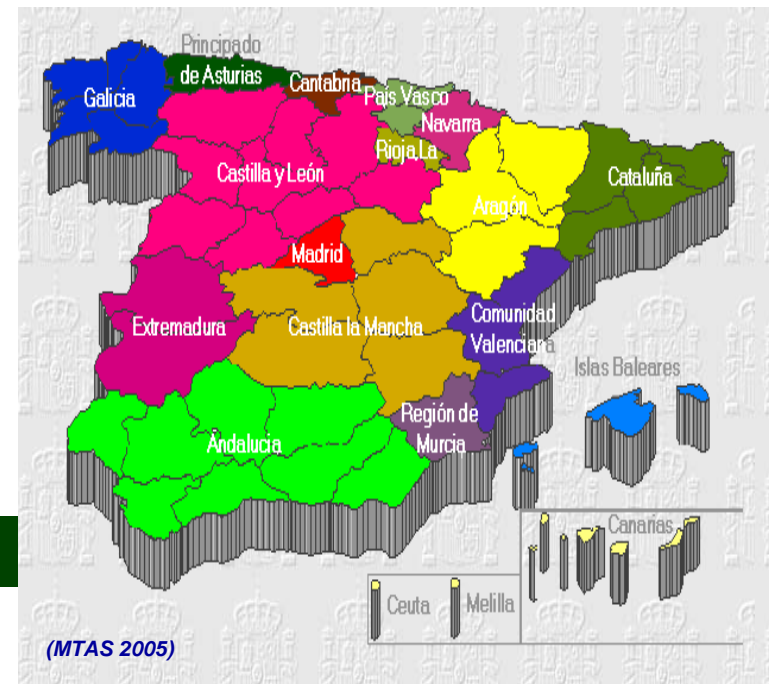 Principado
de Asturias
Cantabria
País Vasco
Galicia
Navarra
Rioja,La
Castilla y León
Cataluña
Aragón
Madrid
Comunidad
Valenciana
Extremadura
Castilla la Mancha
Islas Baleares
Región de
Murcia
Andalucia
Canarias
Ceuta
Melilla
(MTAS 2005)